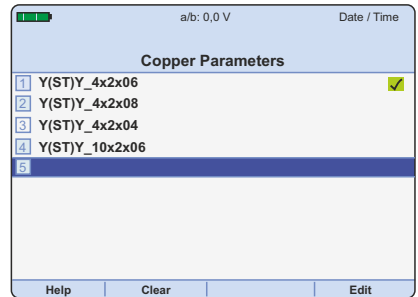 a/b: 0,0 V Date / Time
Copper Parameters
1 Y(ST)Y_4x2x06
2 Y(ST)Y_4x2x08
3 Y(ST)Y_4x2x04
4 Y(ST)Y_10x2x06
5
Help Clear Edit